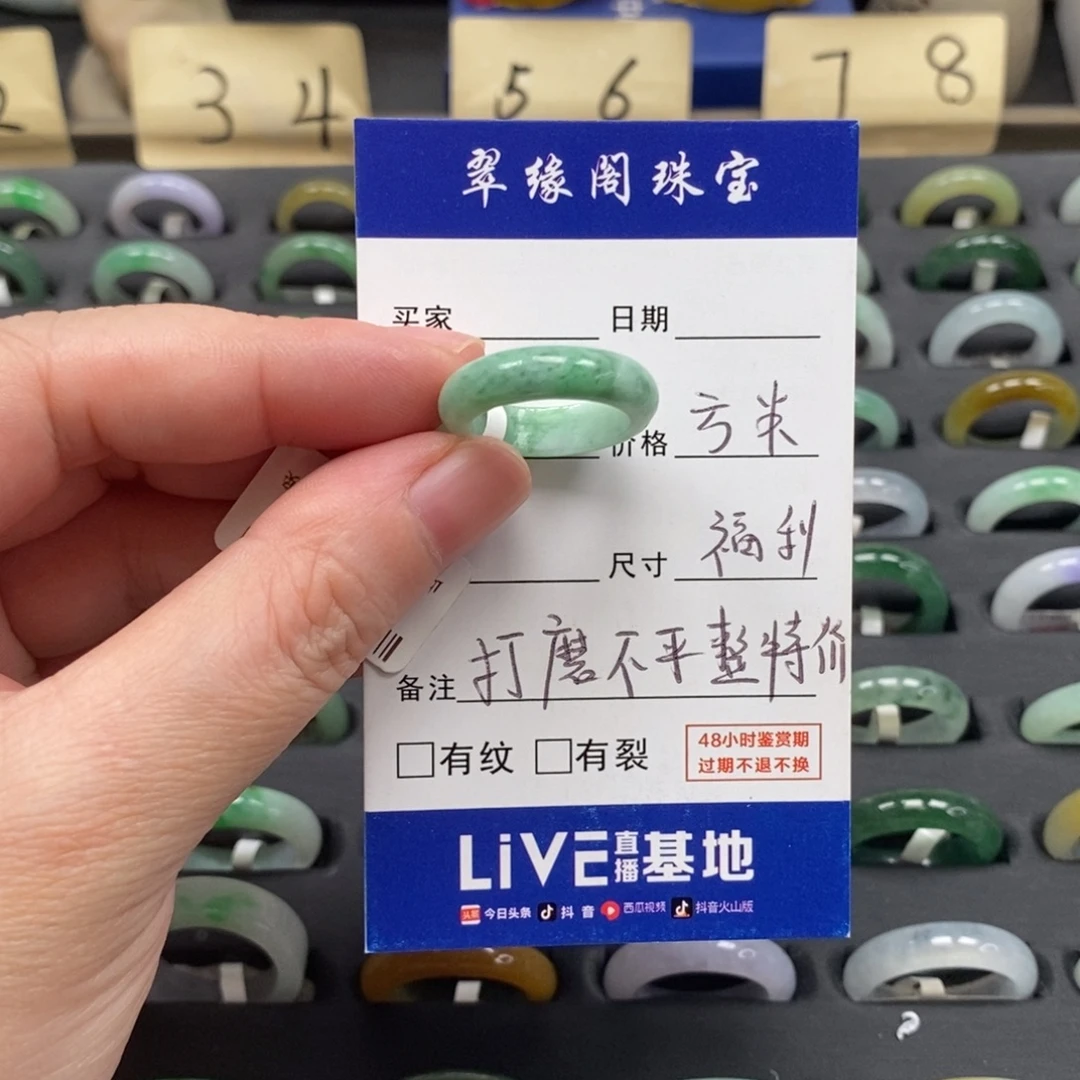 2
3 4
5 6
7 8
翠缘阁珠宝
买家 日期
价格 亏米
尺寸 福利
备注 打磨不平整特价
有纹 有裂
48小时鉴赏期
过期不退不换
LiVE直播基地
头条 今日头条 抖音 西瓜视频 抖音火山版